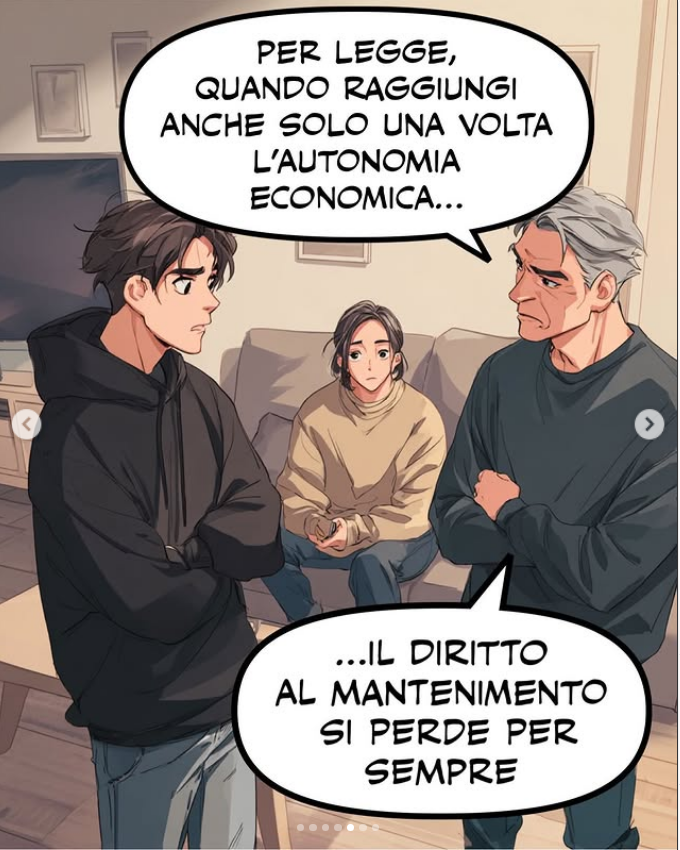 PER LEGGE,
QUANDO RAGGIUNGI
ANCHE SOLO UNA VOLTA
L'AUTONOMIA
ECONOMICA...
...IL DIRITTO
AL MANTENIMENTO
SI PERDE PER
SEMPRE